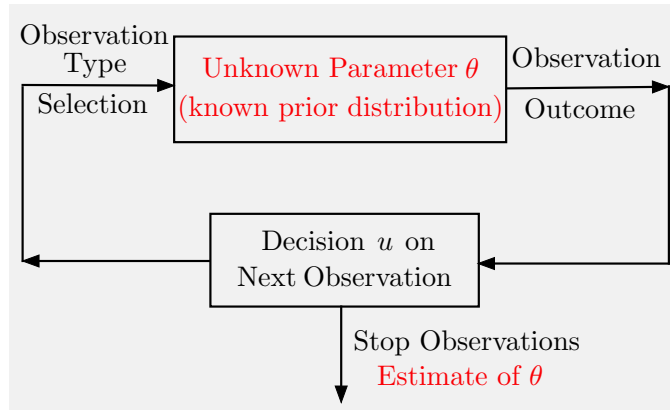 Observation
Type
Selection
Unknown Parameter θ
(known prior distribution)
Observation
Outcome
Decision u on
Next Observation
Stop Observations
Estimate of θ